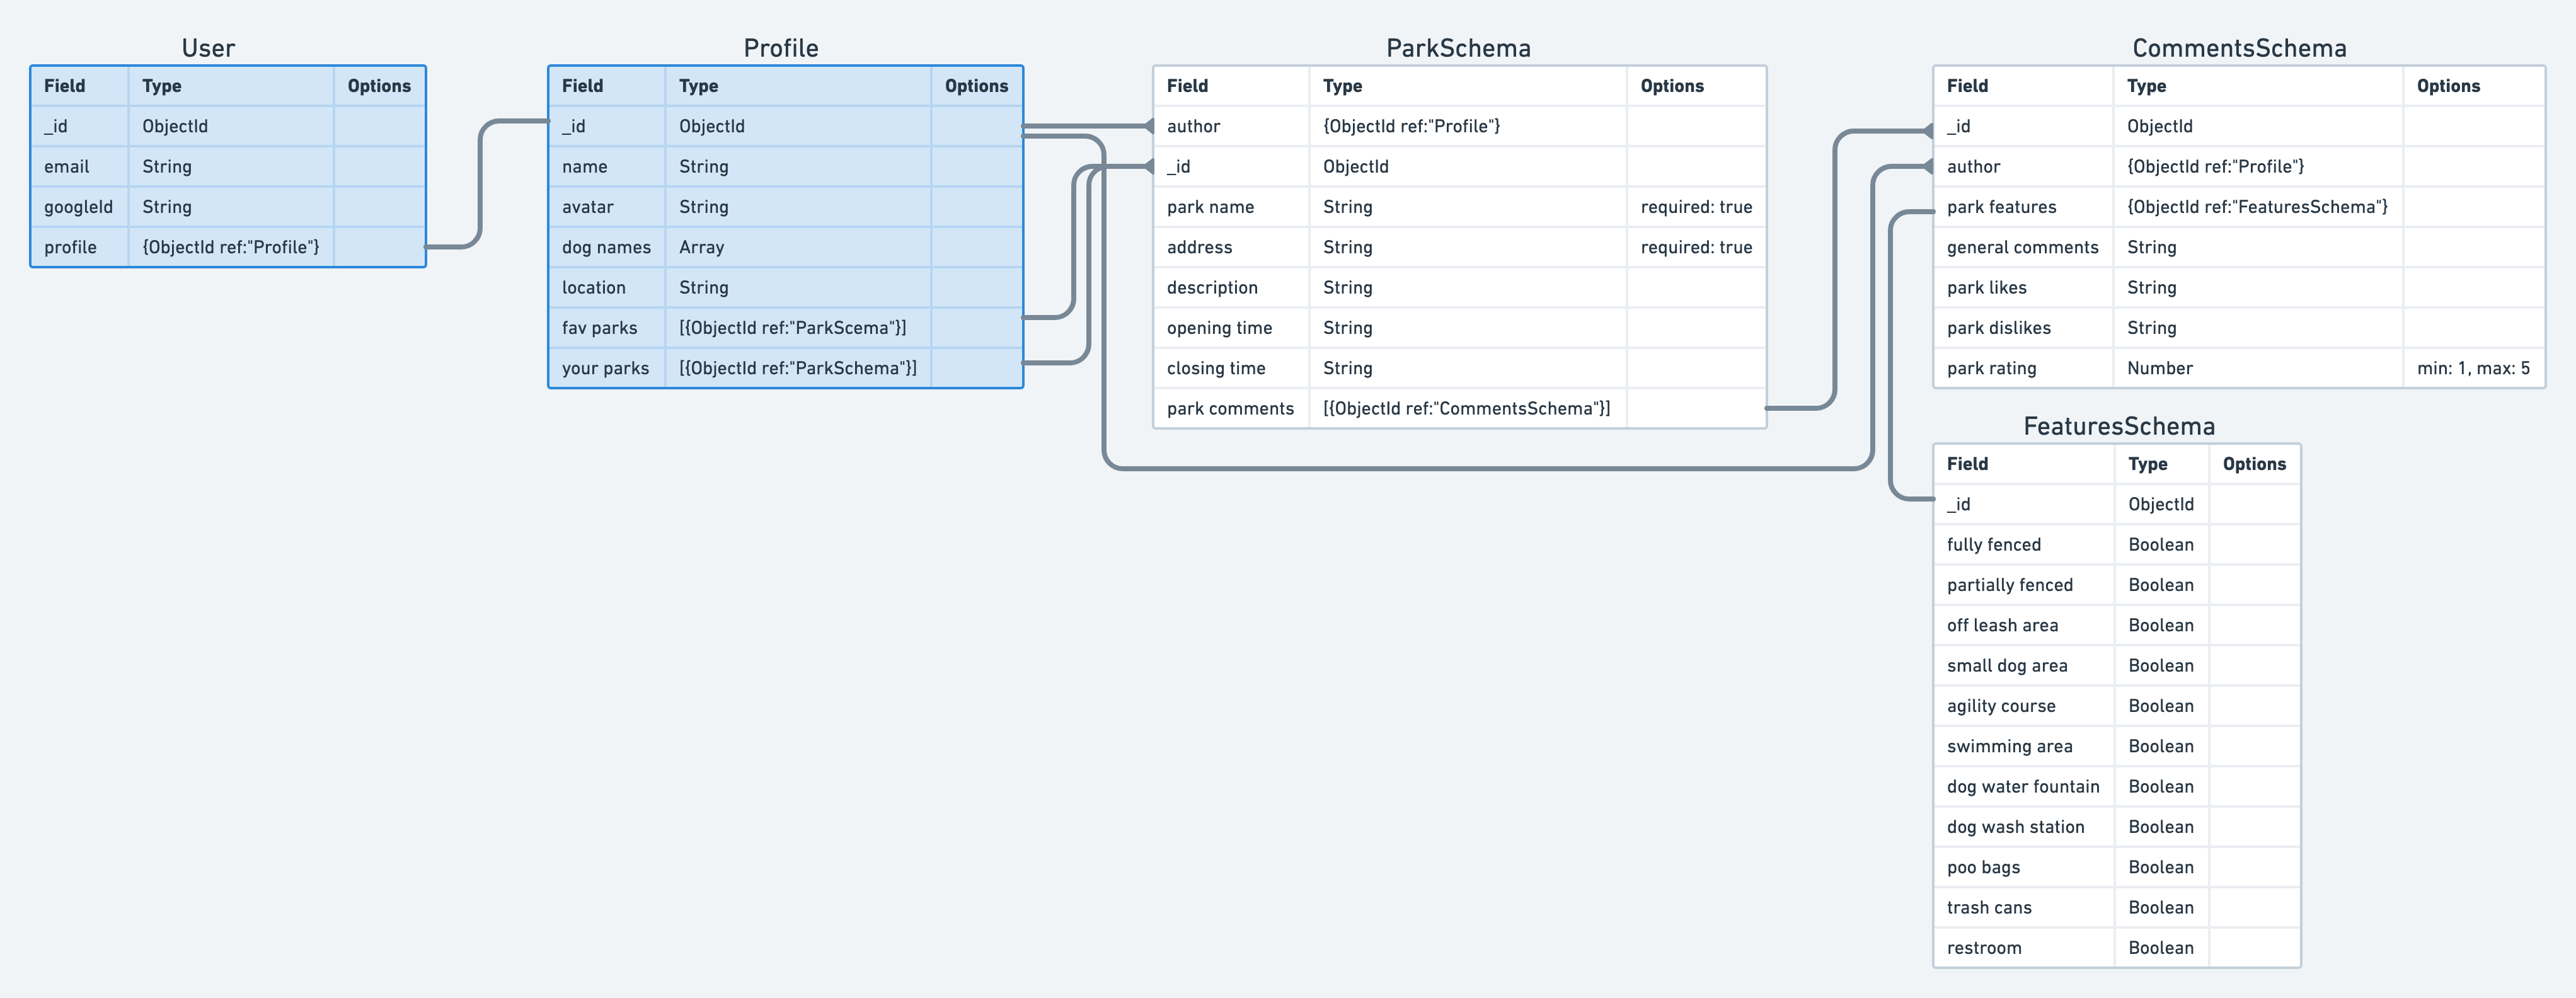 User
Field Type Options
_id ObjectId
email String
googleId String
profile {ObjectId ref:"Profile"}
Profile
Field Type Options
_id ObjectId
name String
avatar String
dog names Array
location String
fav parks [{ObjectId ref:"ParkScema"}]
your parks [{ObjectId ref:"ParkSchema"}]
ParkSchema
Field Type Options
author {ObjectId ref:"Profile"}
_id ObjectId
park name String required: true
address String required: true
description String
opening time String
closing time String
park comments [{ObjectId ref:"CommentsSchema"}]
CommentsSchema
Field Type Options
_id ObjectId
author {ObjectId ref:"Profile"}
park features {ObjectId ref:"FeaturesSchema"}
general comments String
park likes String
park dislikes String
park rating Number min: 1, max: 5
FeaturesSchema
Field Type Options
_id ObjectId
fully fenced Boolean
partially fenced Boolean
off leash area Boolean
small dog area Boolean
agility course Boolean
swimming area Boolean
dog water fountain Boolean
dog wash station Boolean
poo bags Boolean
trash cans Boolean
restroom Boolean